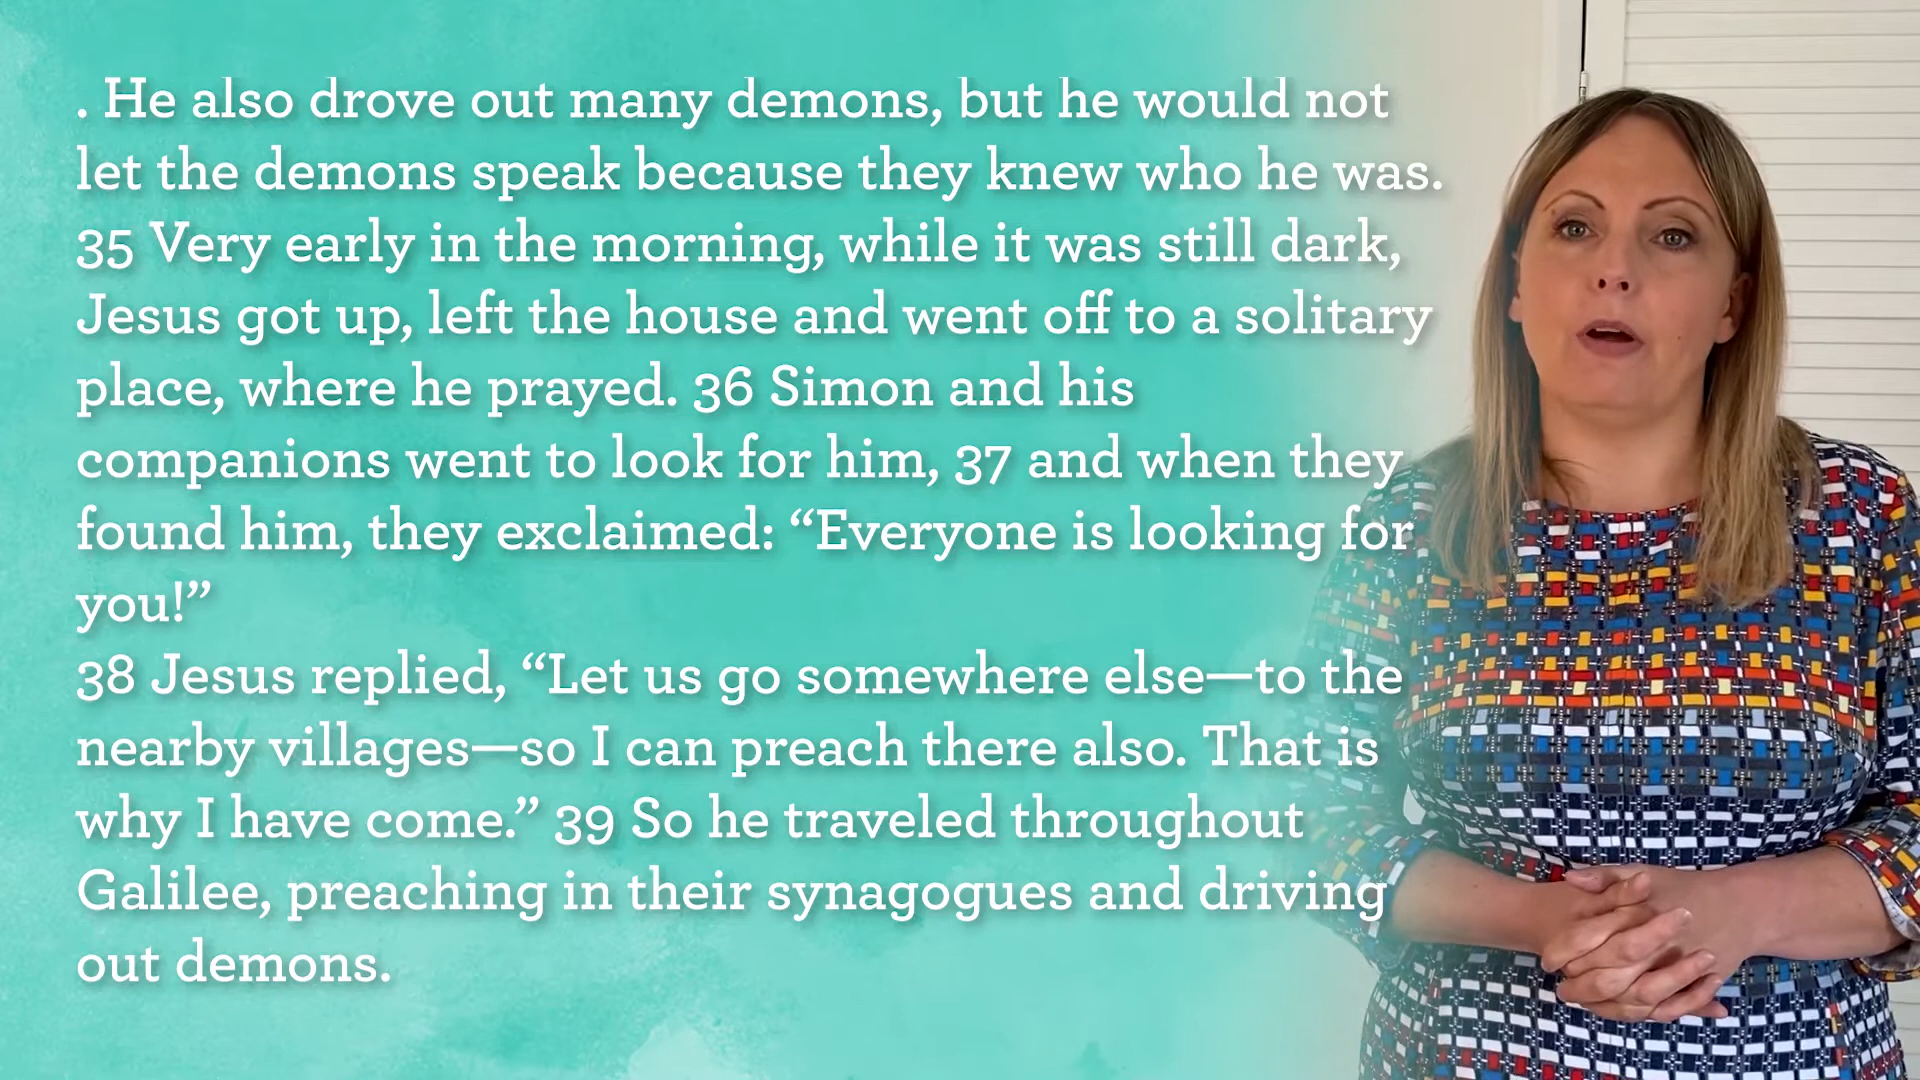 . He also drove out many demons, but he would not
let the demons speak because they knew who he was.
35 Very early in the morning, while it was still dark,
Jesus got up, left the house and went off to a solitary
place, where he prayed. 36 Simon and his
companions went to look for him, 37 and when they
found him, they exclaimed: “Everyone is looking for
you!”
38 Jesus replied, “Let us go somewhere else—to the
nearby villages—so I can preach there also. That is
why I have come.” 39 So he traveled throughout
Galilee, preaching in their synagogues and driving
out demons.